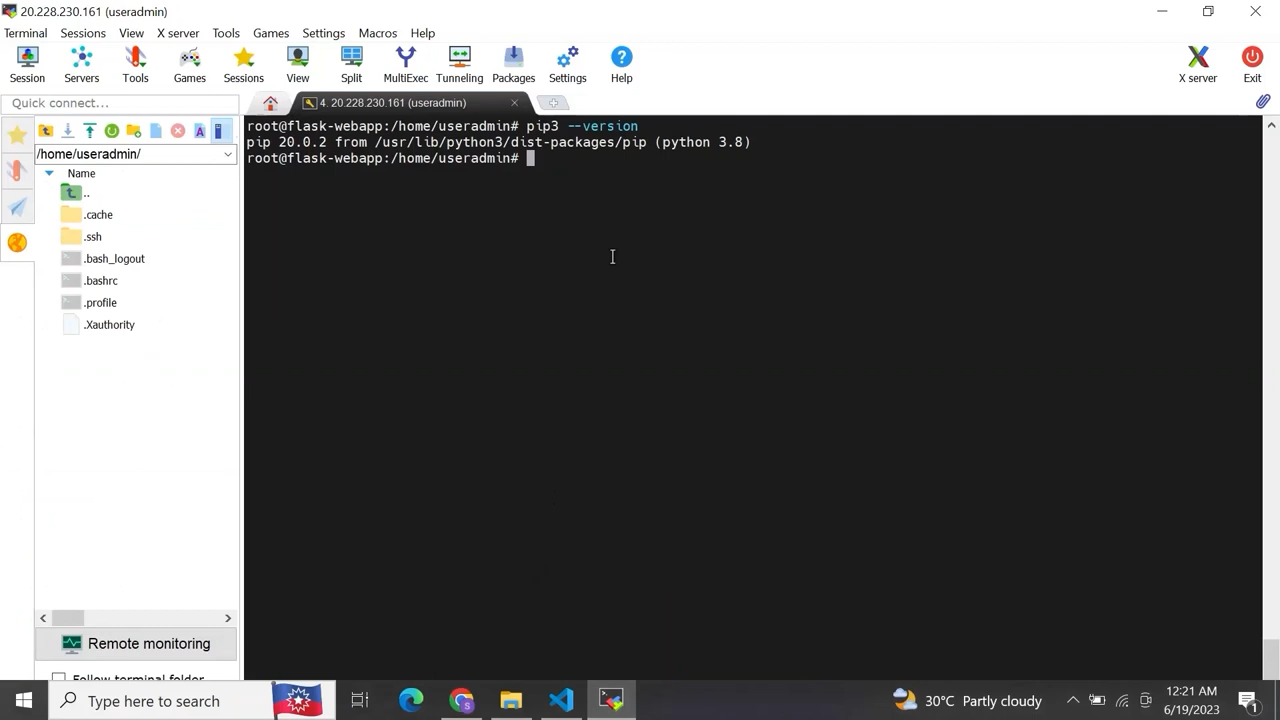 20.228.230.161 (useradmin)
Terminal Sessions View X server Tools Games Settings Macros Help
Session Servers Tools Games Sessions View Split MultiExec Tunneling Packages Settings Help X server Exit
Quick connect...
4. 20.228.230.161 (useradmin)
/home/useradmin/
Name
..
.cache
.ssh
.bash_logout
.bashrc
.profile
.Xauthority
Remote monitoring
Follow terminal folder
root@flask-webapp:/home/useradmin# pip3 --version
pip 20.0.2 from /usr/lib/python3/dist-packages/pip (python 3.8)
root@flask-webapp:/home/useradmin#
Type here to search
30°C Partly cloudy
12:21 AM
6/19/2023
1